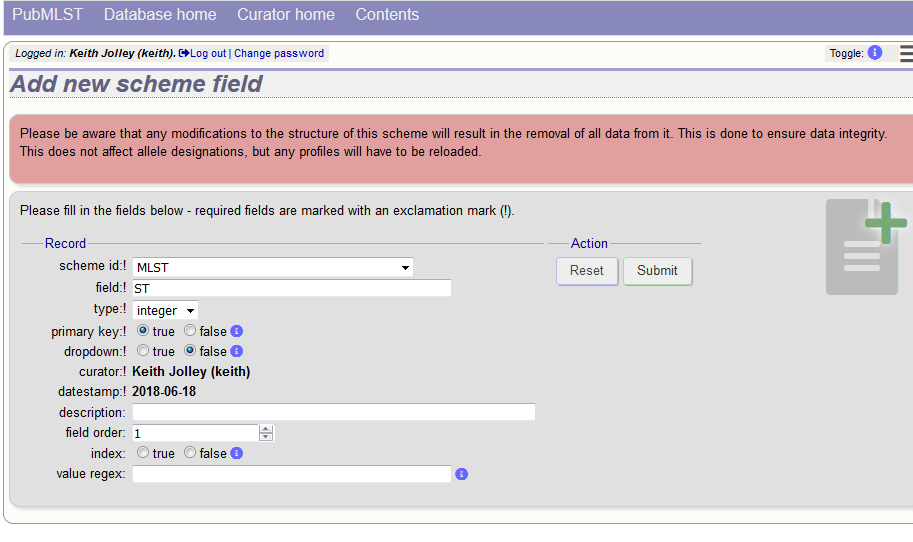 PubMLST Database home Curator home Contents
Logged in: Keith Jolley (keith). Log out | Change password Toggle: i
Add new scheme field
Please be aware that any modifications to the structure of this scheme will result in the removal of all data from it. This is done to ensure data integrity.
This does not affect allele designations, but any profiles will have to be reloaded.
Please fill in the fields below - required fields are marked with an exclamation mark (!).
Record
Action
scheme id:! MLST
Reset Submit
field:! ST
type:! integer
primary key:! true false i
dropdown:! true false i
curator:! Keith Jolley (keith)
datestamp:! 2018-06-18
description:
field order: 1
index: true false i
value regex: i